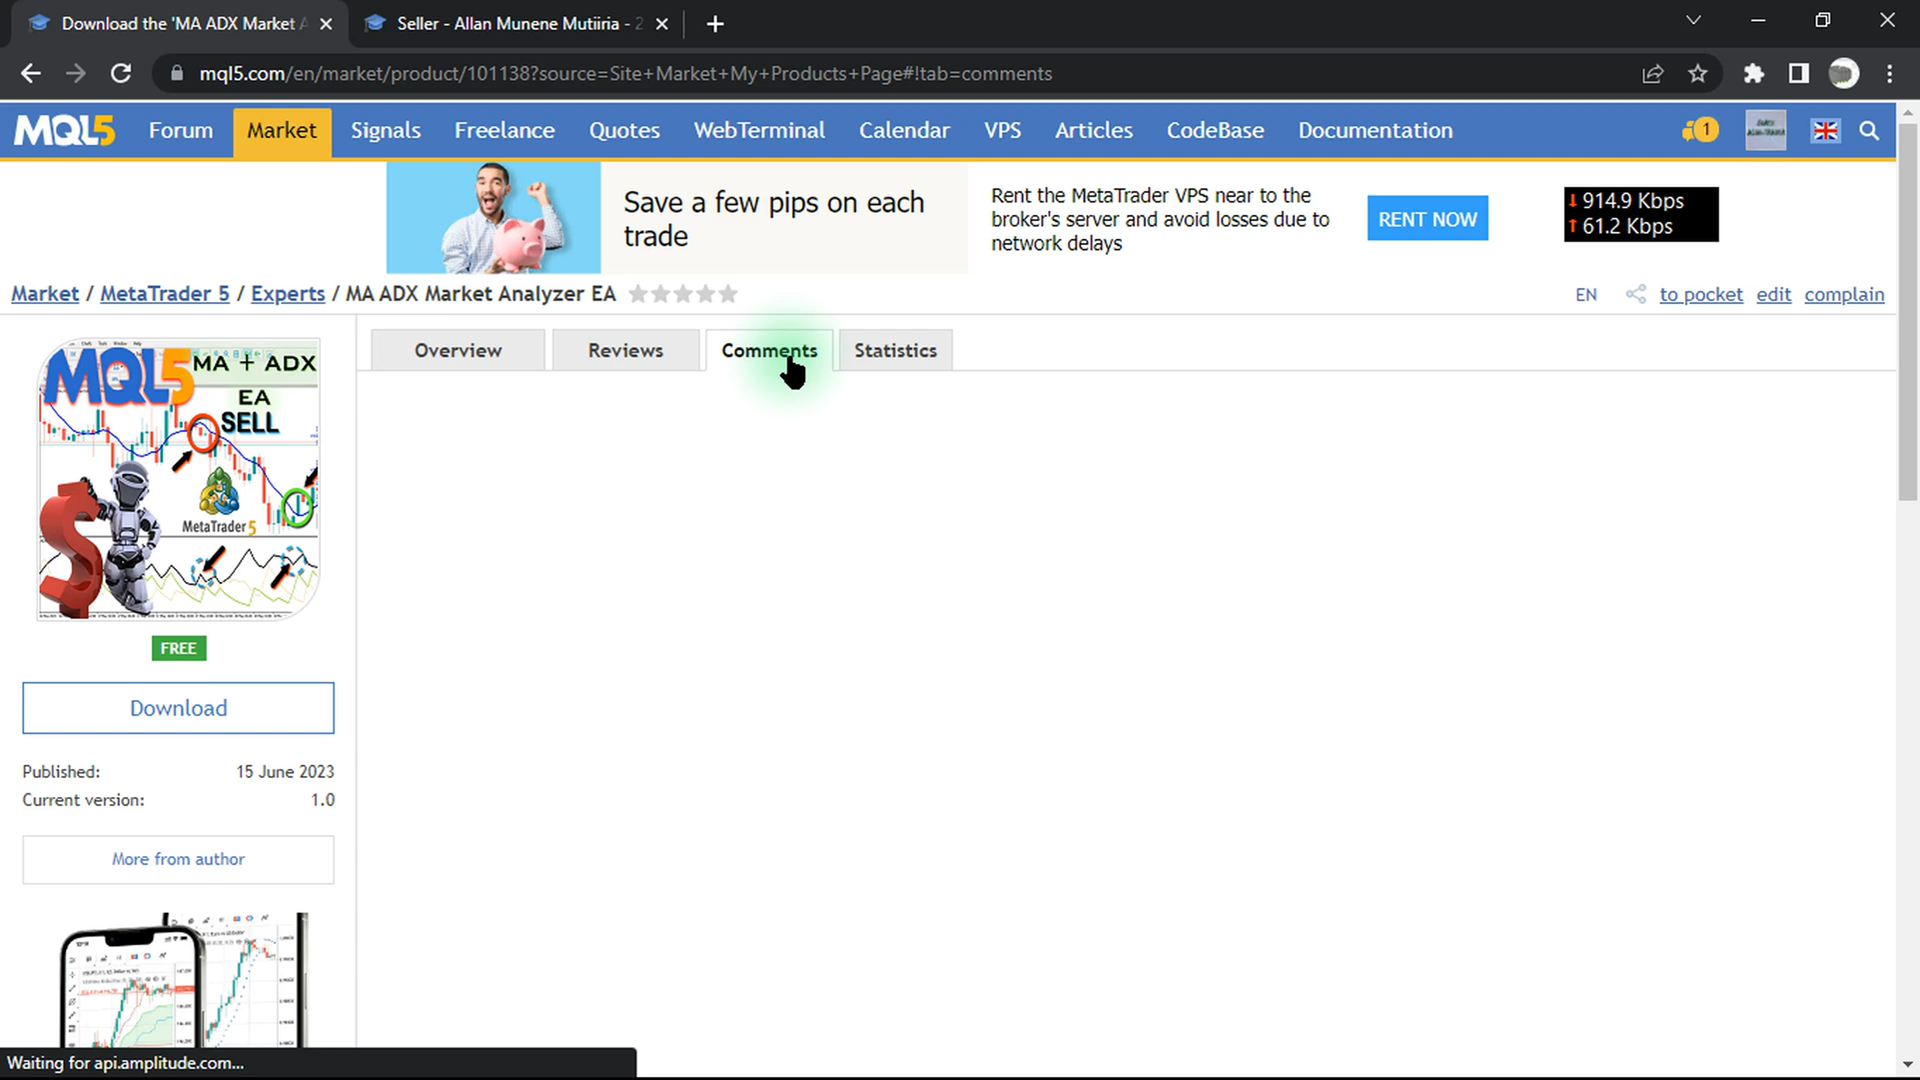 Download the 'MA ADX Market A
Seller - Allan Munene Mutiiria - 2
mql5.com/en/market/product/101138?source=Site+Market+My+Products+Page#!tab=comments
MQL5
Forum
Market
Signals
Freelance
Quotes
WebTerminal
Calendar
VPS
Articles
CodeBase
Documentation
1
Save a few pips on each
trade
Rent the MetaTrader VPS near to the
broker's server and avoid losses due to
network delays
RENT NOW
914.9 Kbps
61.2 Kbps
Market / MetaTrader 5 / Experts / MA ADX Market Analyzer EA
EN
to pocket
edit
complain
Overview
Reviews
Comments
Statistics
MQL5
MA + ADX
EA
SELL
MetaTrader 5
FREE
Download
Published: 15 June 2023
Current version: 1.0
More from author
Waiting for api.amplitude.com...